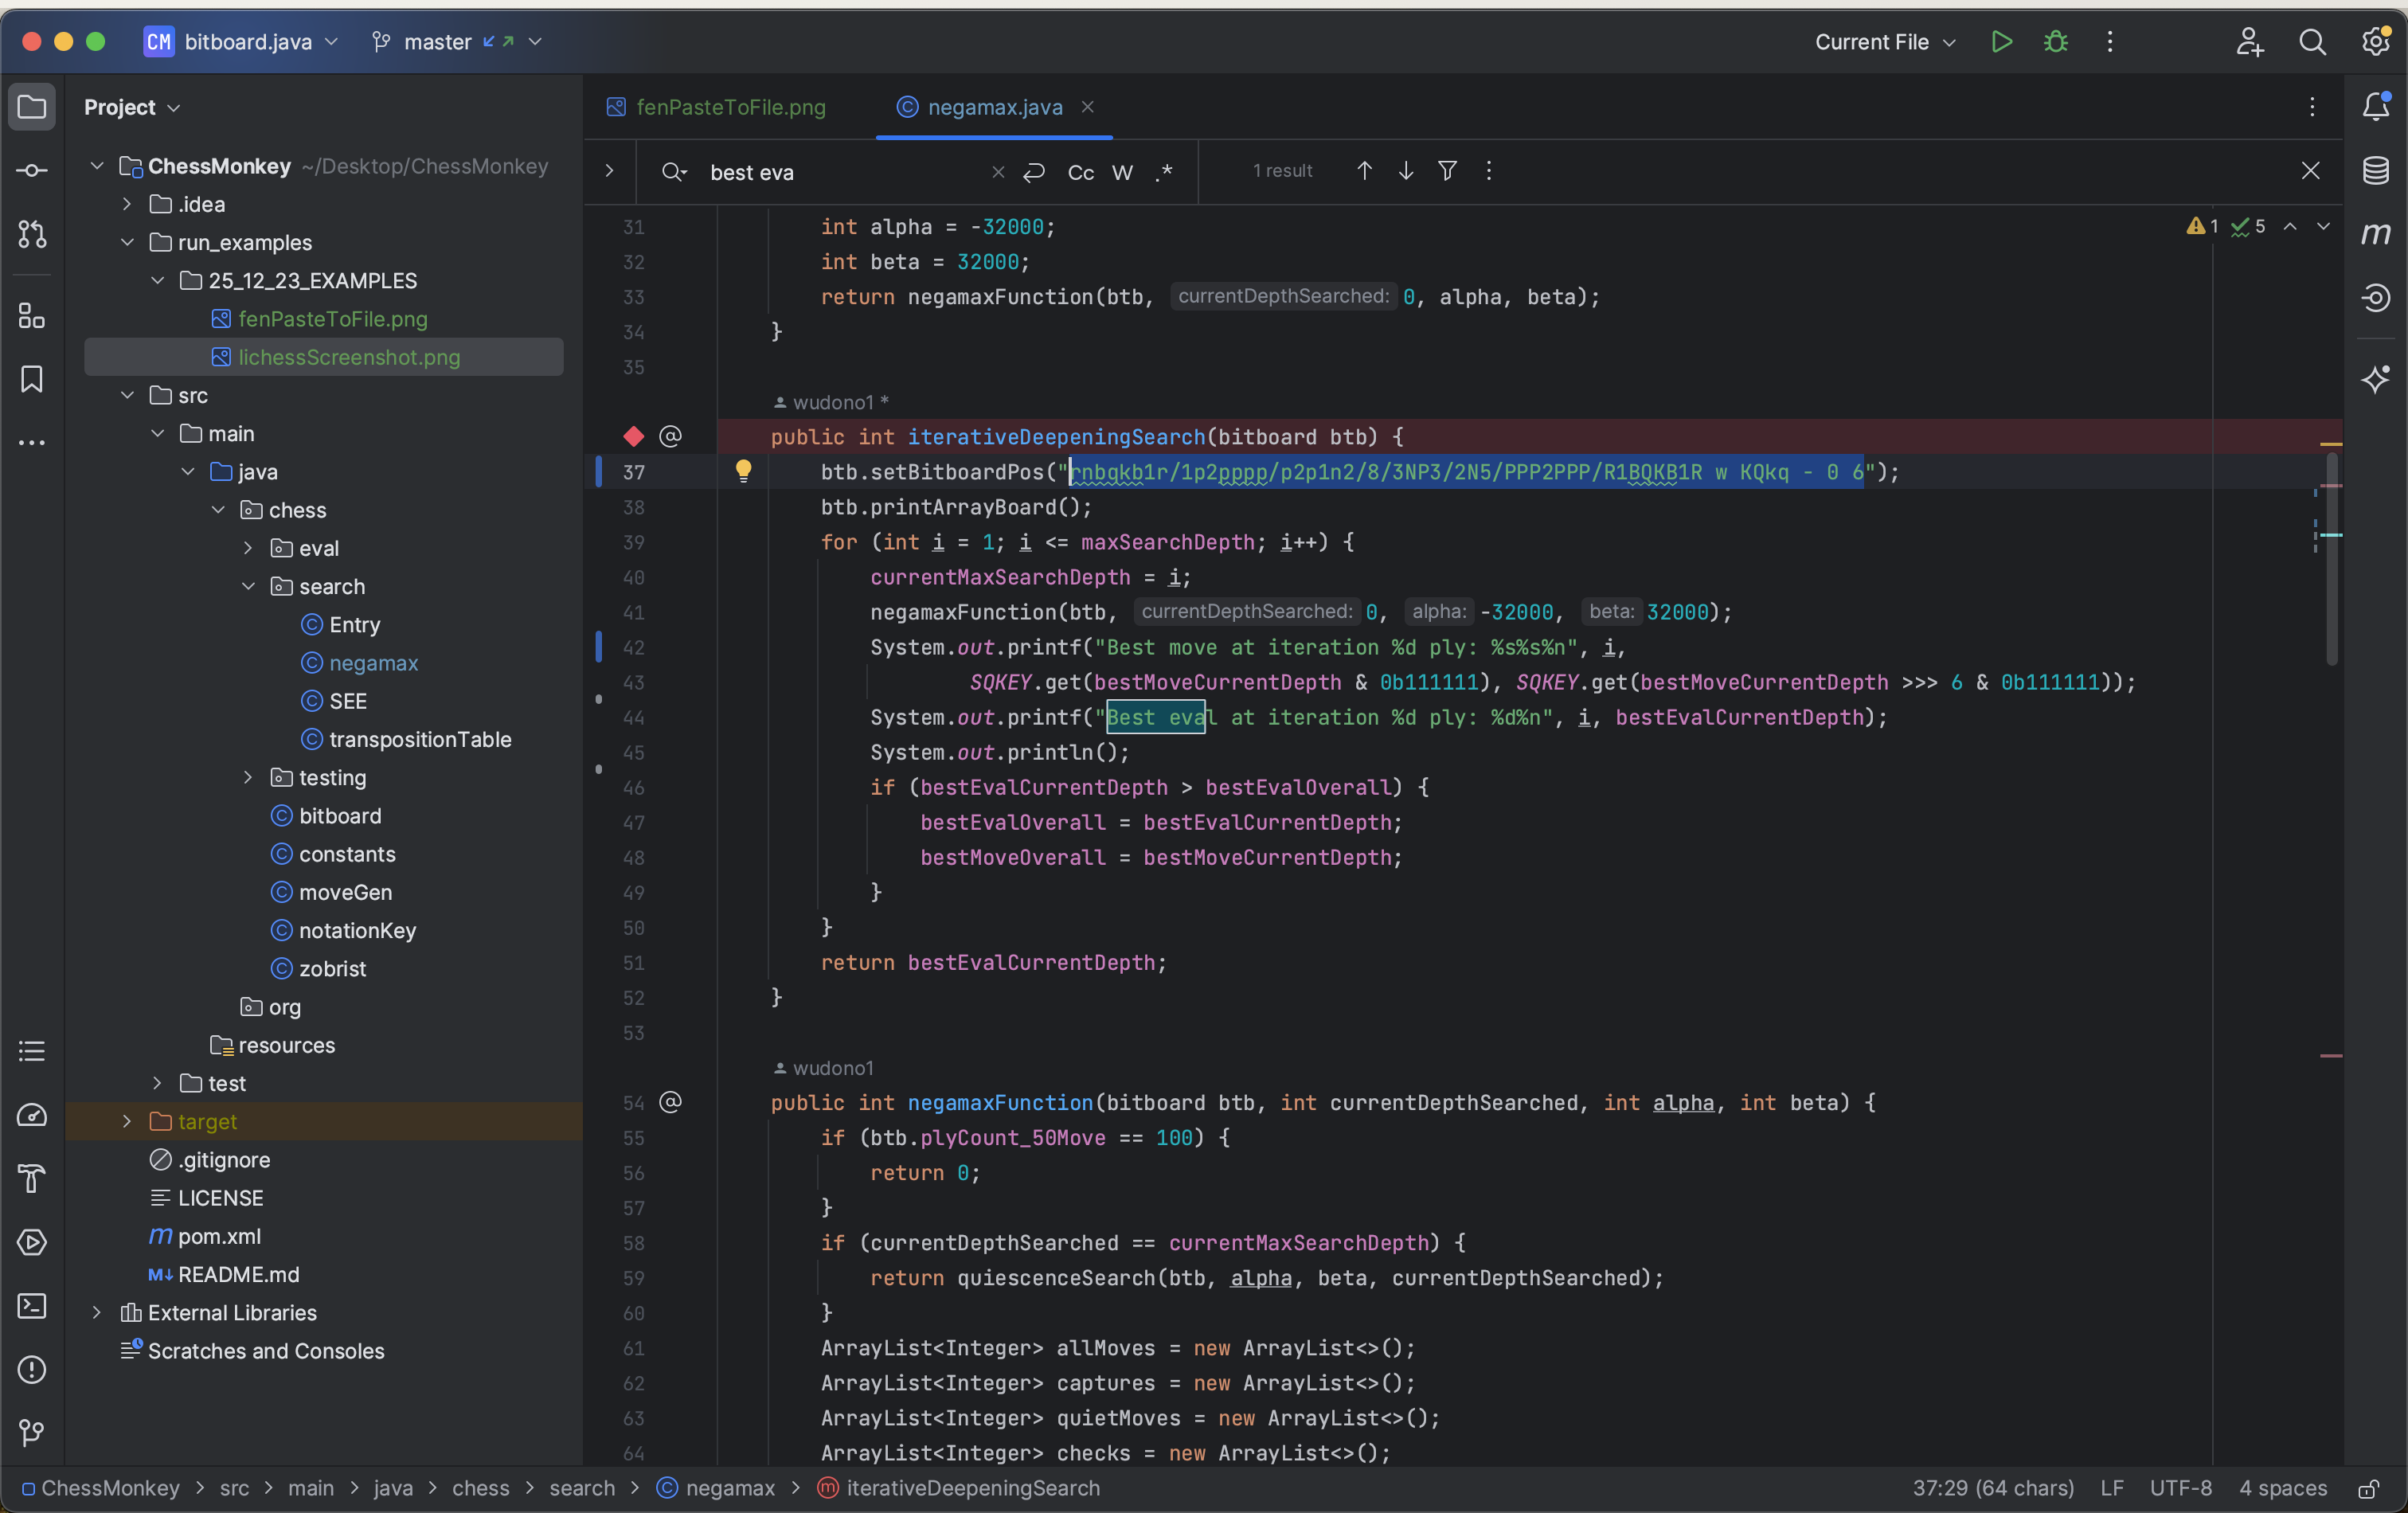 CM bitboard.java master Current File
Project
ChessMonkey ~/Desktop/ChessMonkey
.idea
run_examples
25_12_23_EXAMPLES
fenPasteToFile.png
lichessScreenshot.png
src
main
java
chess
eval
search
Entry
negamax
SEE
transpositionTable
testing
bitboard
constants
moveGen
notationKey
zobrist
org
resources
test
target
.gitignore
LICENSE
m pom.xml
M↓ README.md
External Libraries
Scratches and Consoles
fenPasteToFile.png negamax.java
best eva Cc W .* 1 result
1 5
31 int alpha = -32000;
32 int beta = 32000;
33 return negamaxFunction(btb, currentDepthSearched: 0, alpha, beta);
34 }
35
wudono1 *
@ public int iterativeDeepeningSearch(bitboard btb) {
37 btb.setBitboardPos("rnbqkb1r/1p2pppp/p2p1n2/8/3NP3/2N5/PPP2PPP/R1BQKB1R w KQkq - 0 6");
38 btb.printArrayBoard();
39 for (int i = 1; i <= maxSearchDepth; i++) {
40 currentMaxSearchDepth = i;
41 negamaxFunction(btb, currentDepthSearched: 0, alpha: -32000, beta: 32000);
42 System.out.printf("Best move at iteration %d ply: %s%s%n", i,
43 SQKEY.get(bestMoveCurrentDepth & 0b111111), SQKEY.get(bestMoveCurrentDepth >>> 6 & 0b111111));
44 System.out.printf("Best eval at iteration %d ply: %d%n", i, bestEvalCurrentDepth);
45 System.out.println();
46 if (bestEvalCurrentDepth > bestEvalOverall) {
47 bestEvalOverall = bestEvalCurrentDepth;
48 bestMoveOverall = bestMoveCurrentDepth;
49 }
50 }
51 return bestEvalCurrentDepth;
52 }
53
wudono1
54 @ public int negamaxFunction(bitboard btb, int currentDepthSearched, int alpha, int beta) {
55 if (btb.plyCount_50Move == 100) {
56 return 0;
57 }
58 if (currentDepthSearched == currentMaxSearchDepth) {
59 return quiescenceSearch(btb, alpha, beta, currentDepthSearched);
60 }
61 ArrayList<Integer> allMoves = new ArrayList<>();
62 ArrayList<Integer> captures = new ArrayList<>();
63 ArrayList<Integer> quietMoves = new ArrayList<>();
64 ArrayList<Integer> checks = new ArrayList<>();
m
ChessMonkey > src > main > java > chess > search > negamax > iterativeDeepeningSearch 37:29 (64 chars) LF UTF-8 4 spaces